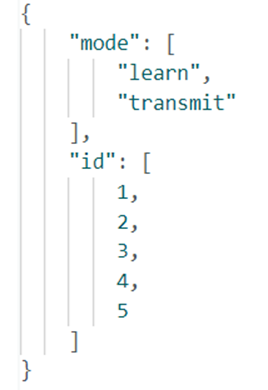 {
"mode": [
"learn",
"transmit"
],
"id": [
1,
2,
3,
4,
5
]
}